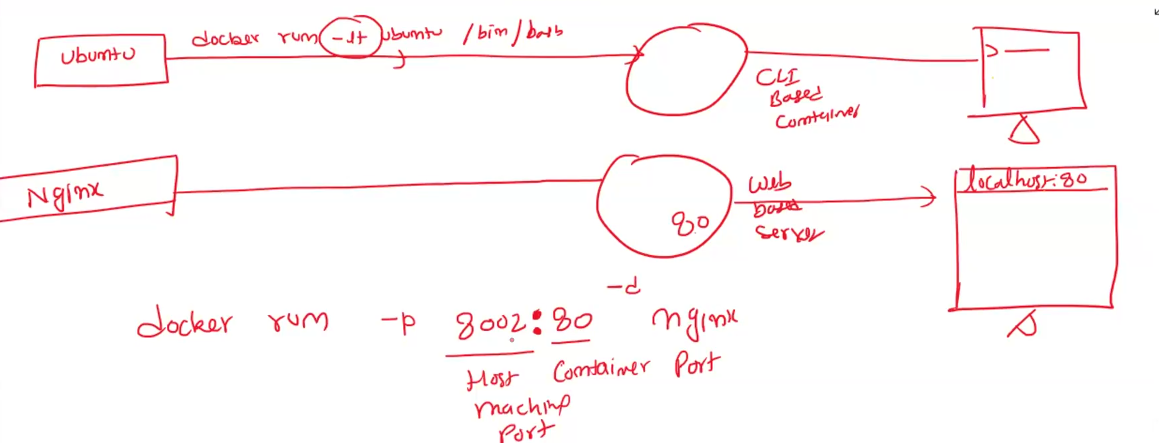 Ubuntu
docker run -it ubuntu /bin/bash
CLI
Based
Container
Nginx
80
Web
based
Server
localhost:80
-d
docker run -p 8002:80 nginx
Host Container Port
machine
Port